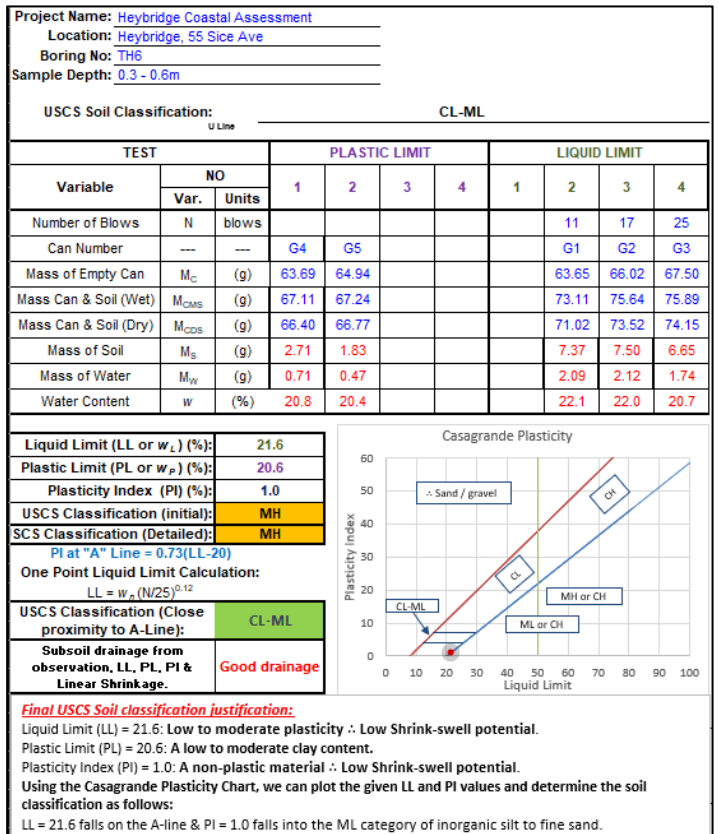 Project Name: Heybridge Coastal Assessment
Location: Heybridge, 55 Sice Ave
Boring No: TH6
Sample Depth: 0.3 - 0.6m
USCS Soil Classification: CL-ML
U Line
TEST PLASTIC LIMIT LIQUID LIMIT
Variable NO 1 2 3 4 1 2 3 4
Var. Units
Number of Blows N blows 11 17 25
Can Number --- --- G4 G5 G1 G2 G3
Mass of Empty Can MC (g) 63.69 64.94 63.65 66.02 67.50
Mass Can & Soil (Wet) MCMS (g) 67.11 67.24 73.11 75.64 75.89
Mass Can & Soil (Dry) MCDS (g) 66.40 66.77 71.02 73.52 74.15
Mass of Soil MS (g) 2.71 1.83 7.37 7.50 6.65
Mass of Water MW (g) 0.71 0.47 2.09 2.12 1.74
Water Content w (%) 20.8 20.4 22.1 22.0 20.7
Liquid Limit (LL or wL) (%): 21.6
Plastic Limit (PL or wP) (%): 20.6
Plasticity Index (PI) (%): 1.0
USCS Classification (initial): MH
SCS Classification (Detailed): MH
PI at "A" Line = 0.73(LL-20)
One Point Liquid Limit Calculation:
LL = wn(N/25)0.12
USCS Classification (Close
proximity to A-Line): CL-ML
Subsoil drainage from
observation, LL, PL, PI &
Linear Shrinkage.
Good drainage
Casagrande Plasticity
Plasticity Index
60
50
40
30
20
10
0
∴ Sand / gravel
CH
CL
MH or CH
CL-ML
ML or CH
0 10 20 30 40 50 60 70 80 90 100
Liquid Limit
Final USCS Soil classification justification:
Liquid Limit (LL) = 21.6: Low to moderate plasticity ∴ Low Shrink-swell potential.
Plastic Limit (PL) = 20.6: A low to moderate clay content.
Plasticity Index (PI) = 1.0: A non-plastic material ∴ Low Shrink-swell potential.
Using the Casagrande Plasticity Chart, we can plot the given LL and PI values and determine the soil
classification as follows:
LL = 21.6 falls on the A-line & PI = 1.0 falls into the ML category of inorganic silt to fine sand.